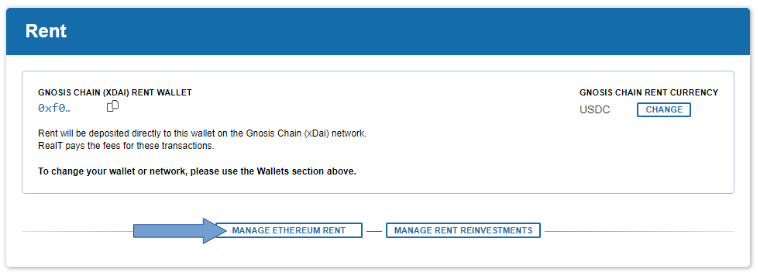 Rent
GNOSIS CHAIN (XDAI) RENT WALLET
0xf0..
GNOSIS CHAIN RENT CURRENCY
USDC
CHANGE
Rent will be deposited directly to this wallet on the Gnosis Chain (xDai) network.
RealT pays the fees for these transactions.
To change your wallet or network, please use the Wallets section above.
MANAGE ETHEREUM RENT
MANAGE RENT REINVESTMENTS